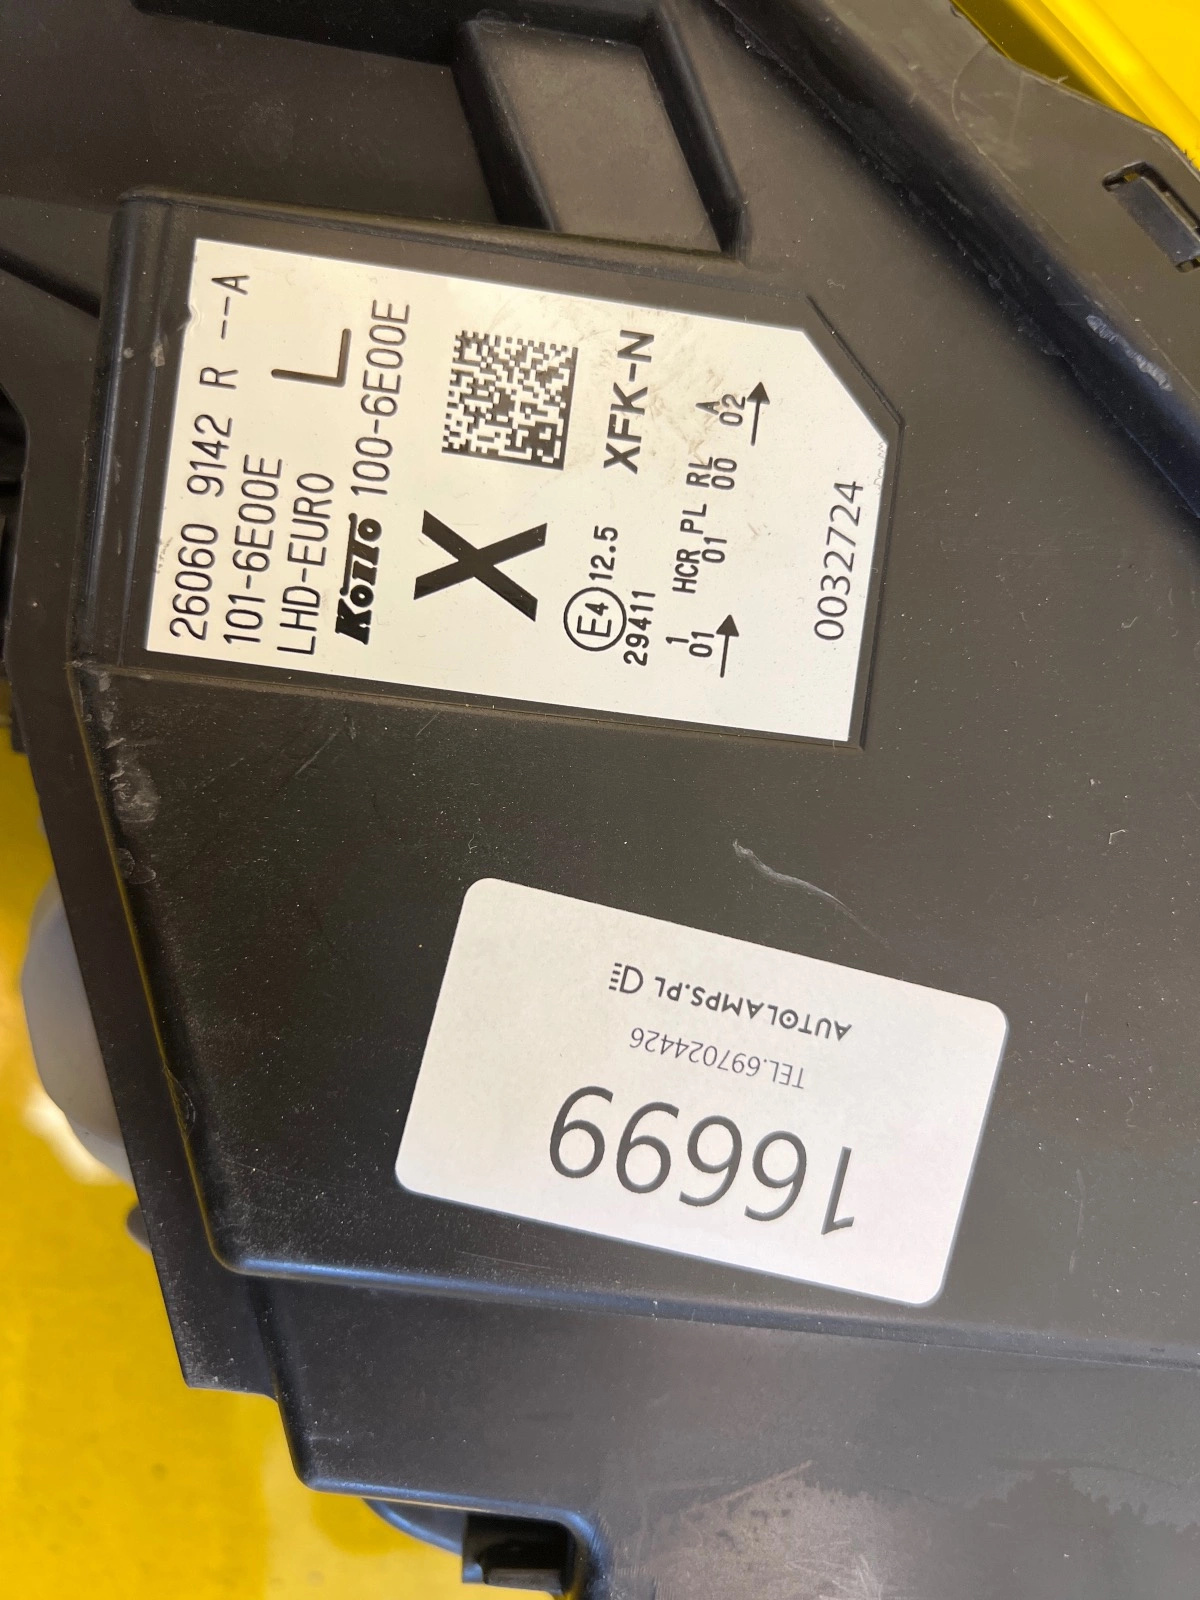 26060 9142 R --A
101-6E00E
LHD-EURO L
KOITO 100-6E00E
X
E4 12.5 XFK-N
29411
1 HCR PL RL A
01 01 00 02
0032724
AUTOLAMPS.PL
TEL.697024426
16699